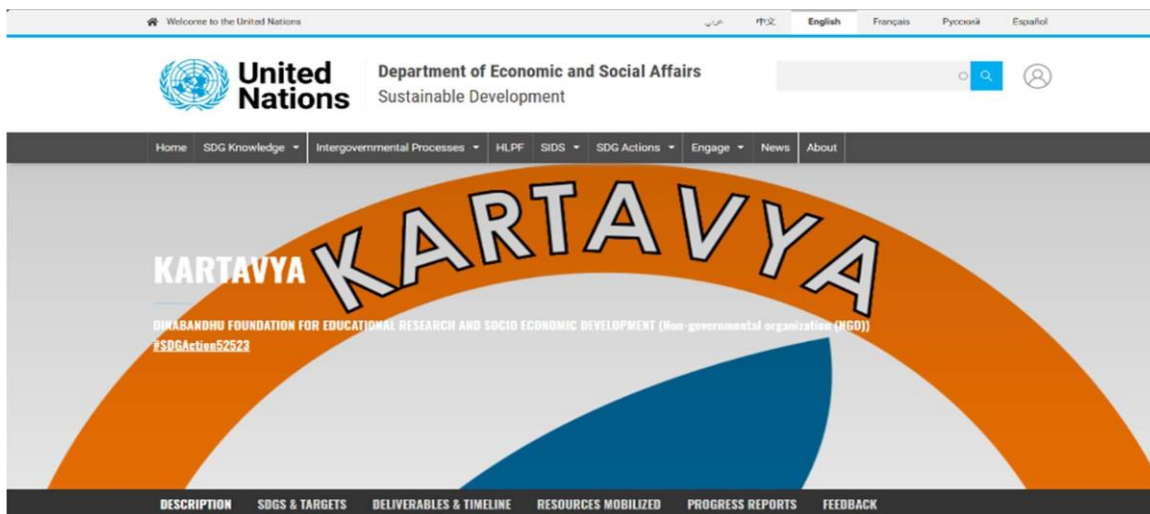 Welcome to the United Nations
عربي 中文 English Français Русский Español
United Nations
Department of Economic and Social Affairs
Sustainable Development
Home SDG Knowledge Intergovernmental Processes HLPF SIDS SDG Actions Engage News About
KARTAVYA
KARTAVYA
DINABANDHU FOUNDATION FOR EDUCATIONAL RESEARCH AND SOCIO ECONOMIC DEVELOPMENT (Non-governmental organization (NGO))
#SDGAction52523
DESCRIPTION SDGS & TARGETS DELIVERABLES & TIMELINE RESOURCES MOBILIZED PROGRESS REPORTS FEEDBACK